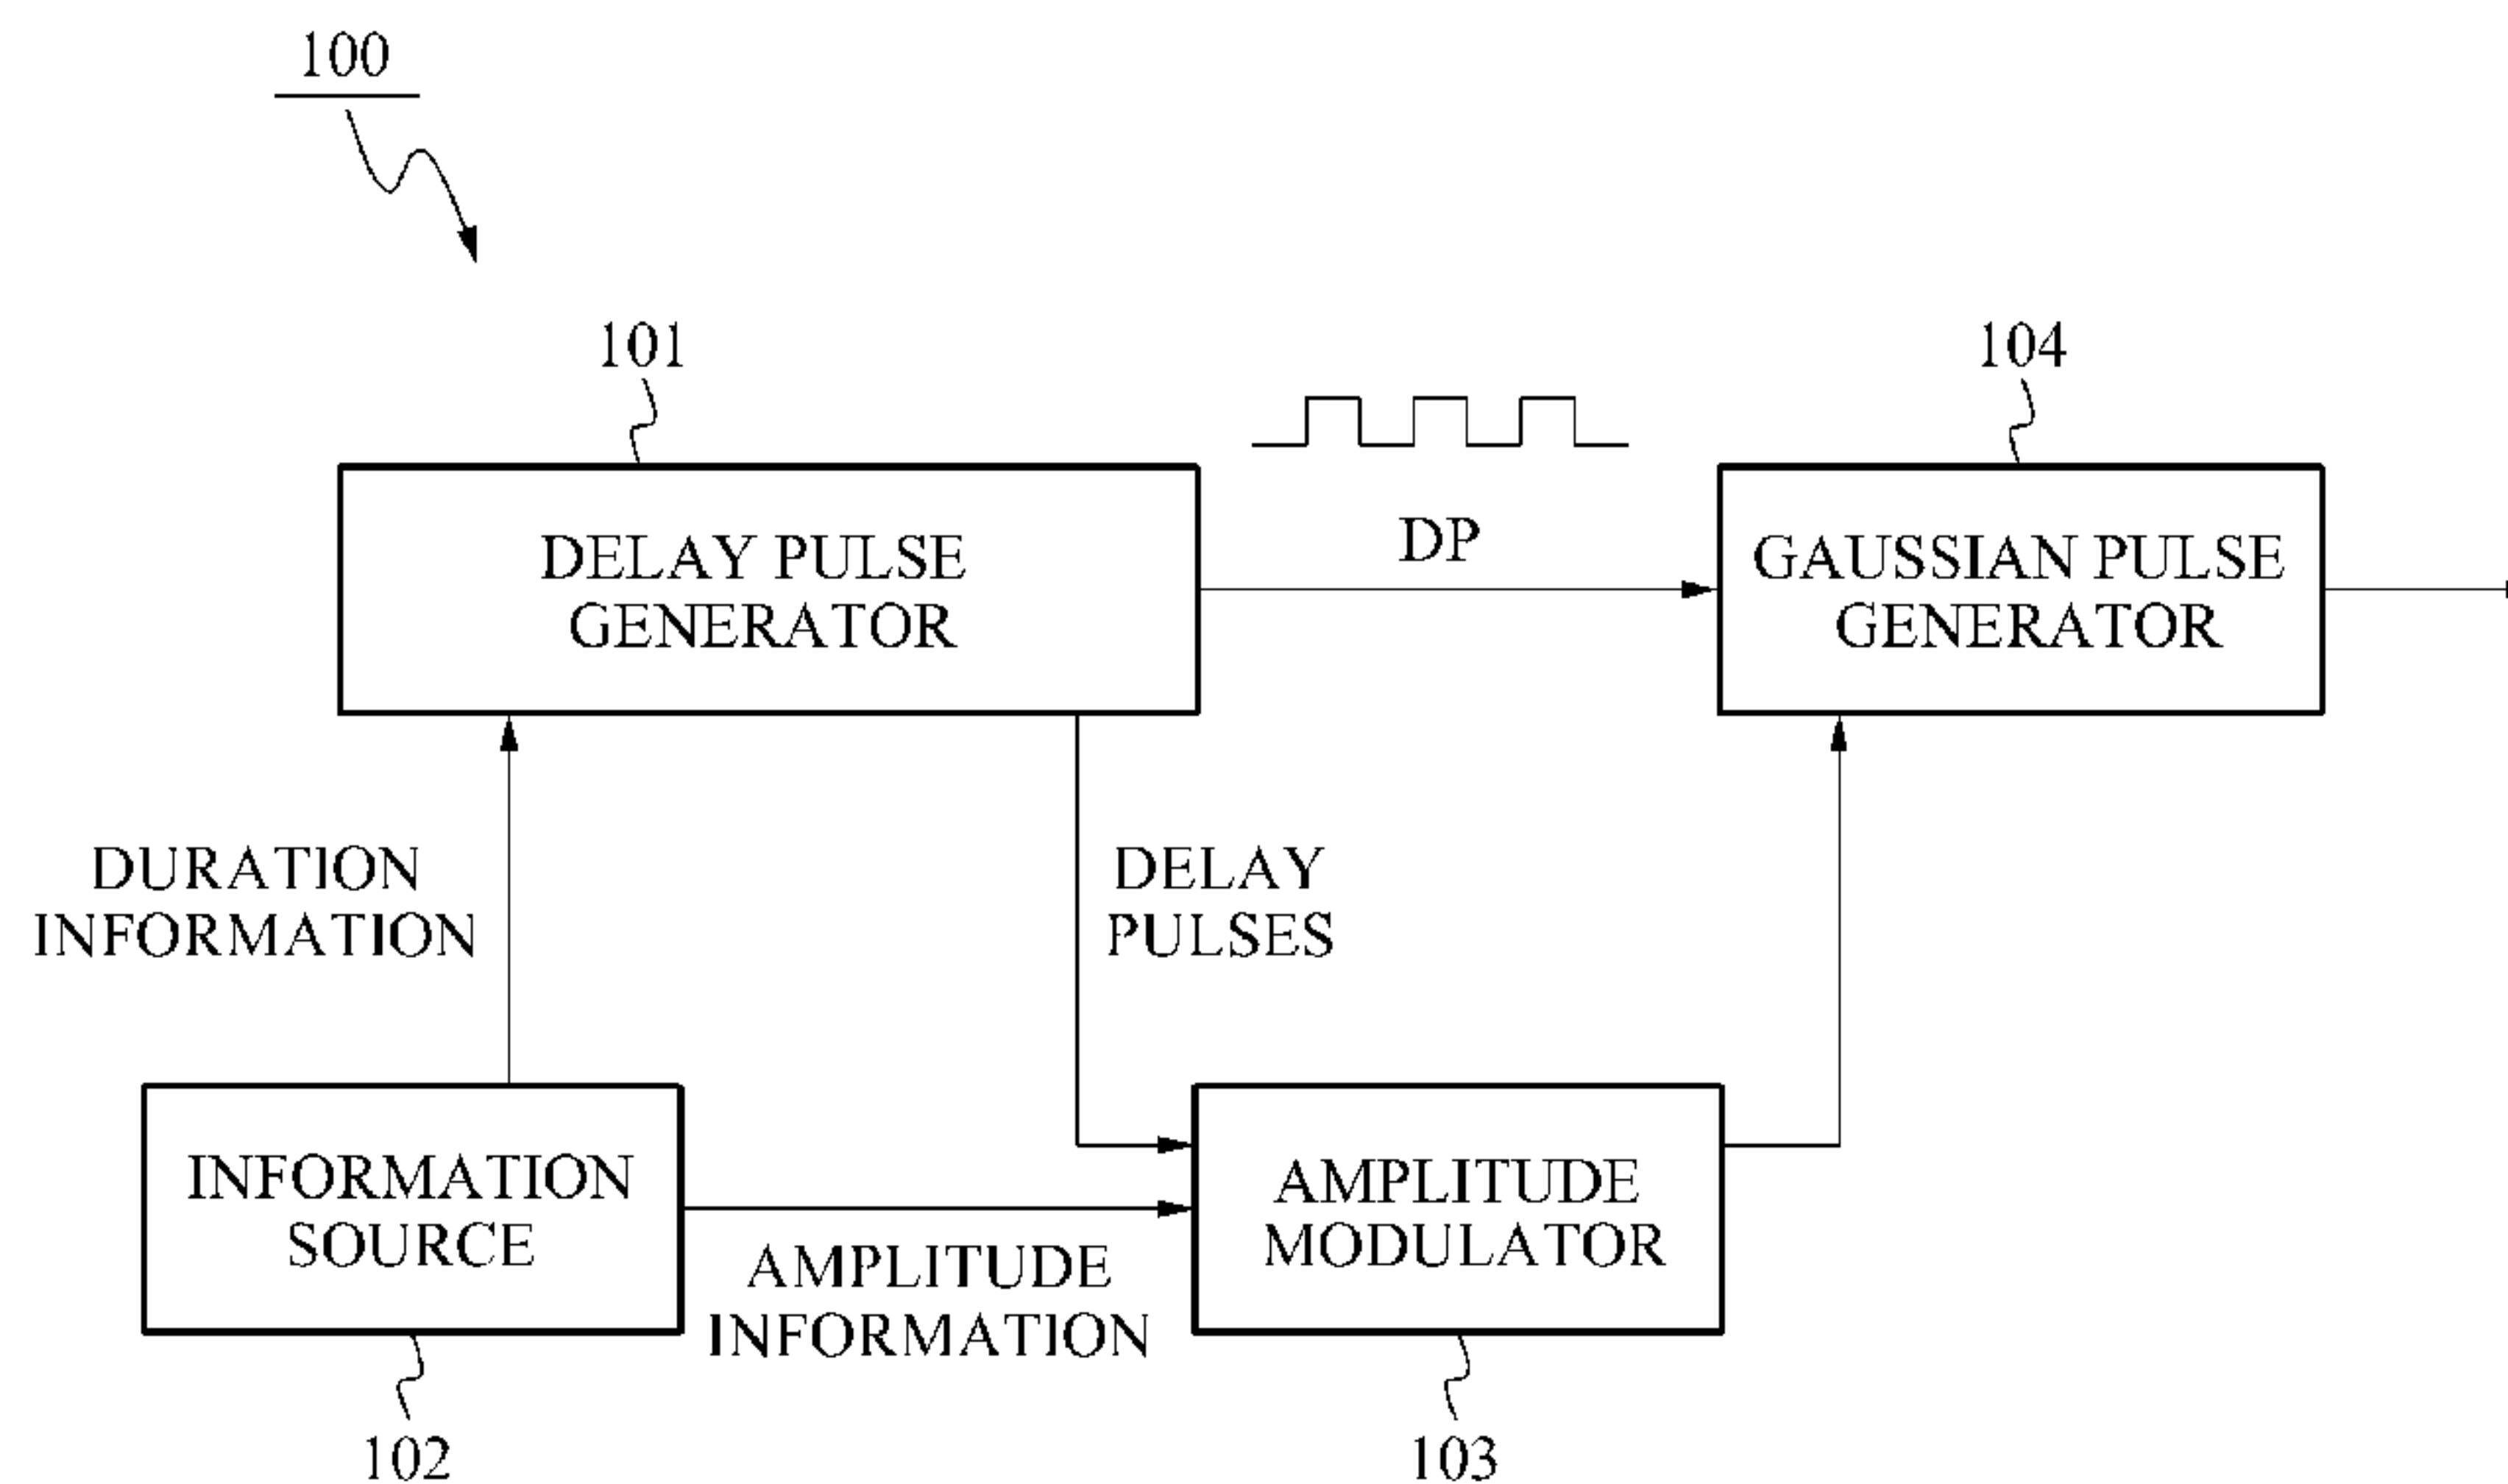 100
101
104
DP
DELAY PULSE
GENERATOR
GAUSSIAN PULSE
GENERATOR
DURATION
INFORMATION
DELAY
PULSES
INFORMATION
SOURCE
AMPLITUDE
INFORMATION
AMPLITUDE
MODULATOR
102
103